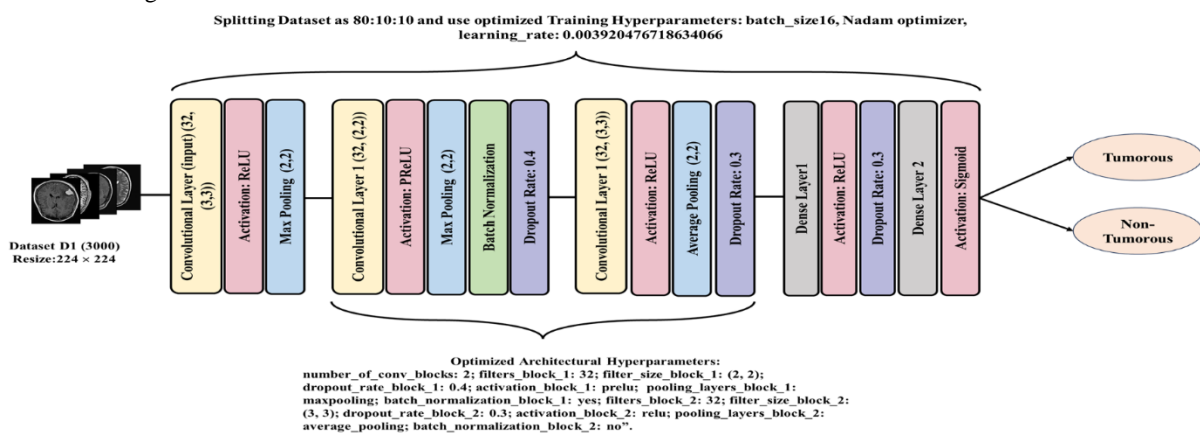 Splitting Dataset as 80:10:10 and use optimized Training Hyperparameters: batch_size16, Nadam optimizer,
learning_rate: 0.003920476718634066
Dataset D1 (3000)
Resize:224 × 224
Convolutional Layer (input) (32,
(3,3))
Activation: ReLU
Max Pooling (2,2)
Convolutional Layer 1 (32, (2,2))
Activation: PReLU
Max Pooling (2,2)
Batch Normalization
Dropout Rate: 0.4
Convolutional Layer 1 (32, (3,3))
Activation: ReLU
Average Pooling (2,2)
Dropout Rate: 0.3
Dense Layer1
Activation: ReLU
Dropout Rate: 0.3
Dense Layer 2
Activation: Sigmoid
Tumorous
Non-
Tumorous
Optimized Architectural Hyperparameters:
number_of_conv_blocks: 2; filters_block_1: 32; filter_size_block_1: (2, 2);
dropout_rate_block_1: 0.4; activation_block_1: prelu; pooling_layers_block_1:
maxpooling; batch_normalization_block_1: yes; filters_block_2: 32; filter_size_block_2:
(3, 3); dropout_rate_block_2: 0.3; activation_block_2: relu; pooling_layers_block_2:
average_pooling; batch_normalization_block_2: no”.